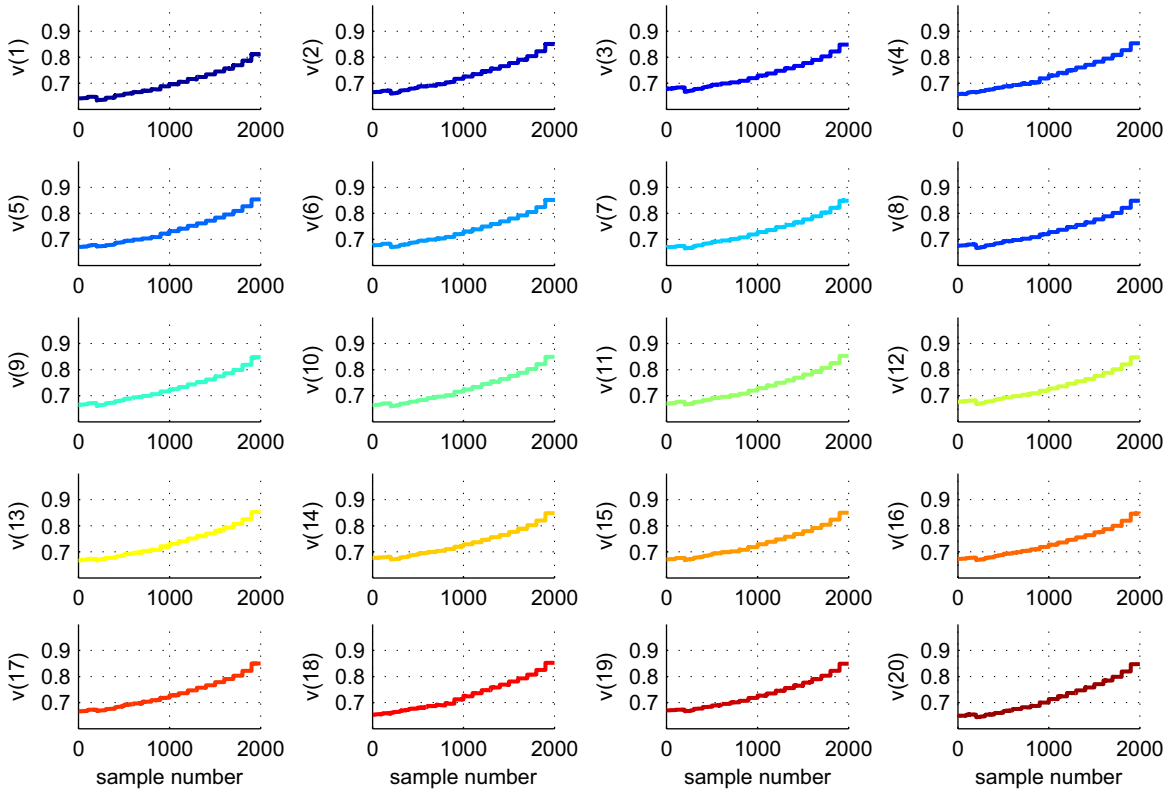 v(1) 0.9 0.8 0.7 v(2) 0.9 0.8 0.7 v(3) 0.9 0.8 0.7 v(4) 0.9 0.8 0.7
0 1000 2000 0 1000 2000 0 1000 2000 0 1000 2000
v(5) 0.9 0.8 0.7 v(6) 0.9 0.8 0.7 v(7) 0.9 0.8 0.7 v(8) 0.9 0.8 0.7
0 1000 2000 0 1000 2000 0 1000 2000 0 1000 2000
v(9) 0.9 0.8 0.7 v(10) 0.9 0.8 0.7 v(11) 0.9 0.8 0.7 v(12) 0.9 0.8 0.7
0 1000 2000 0 1000 2000 0 1000 2000 0 1000 2000
v(13) 0.9 0.8 0.7 v(14) 0.9 0.8 0.7 v(15) 0.9 0.8 0.7 v(16) 0.9 0.8 0.7
0 1000 2000 0 1000 2000 0 1000 2000 0 1000 2000
v(17) 0.9 0.8 0.7 v(18) 0.9 0.8 0.7 v(19) 0.9 0.8 0.7 v(20) 0.9 0.8 0.7
0 1000 2000 0 1000 2000 0 1000 2000 0 1000 2000
sample number sample number sample number sample number